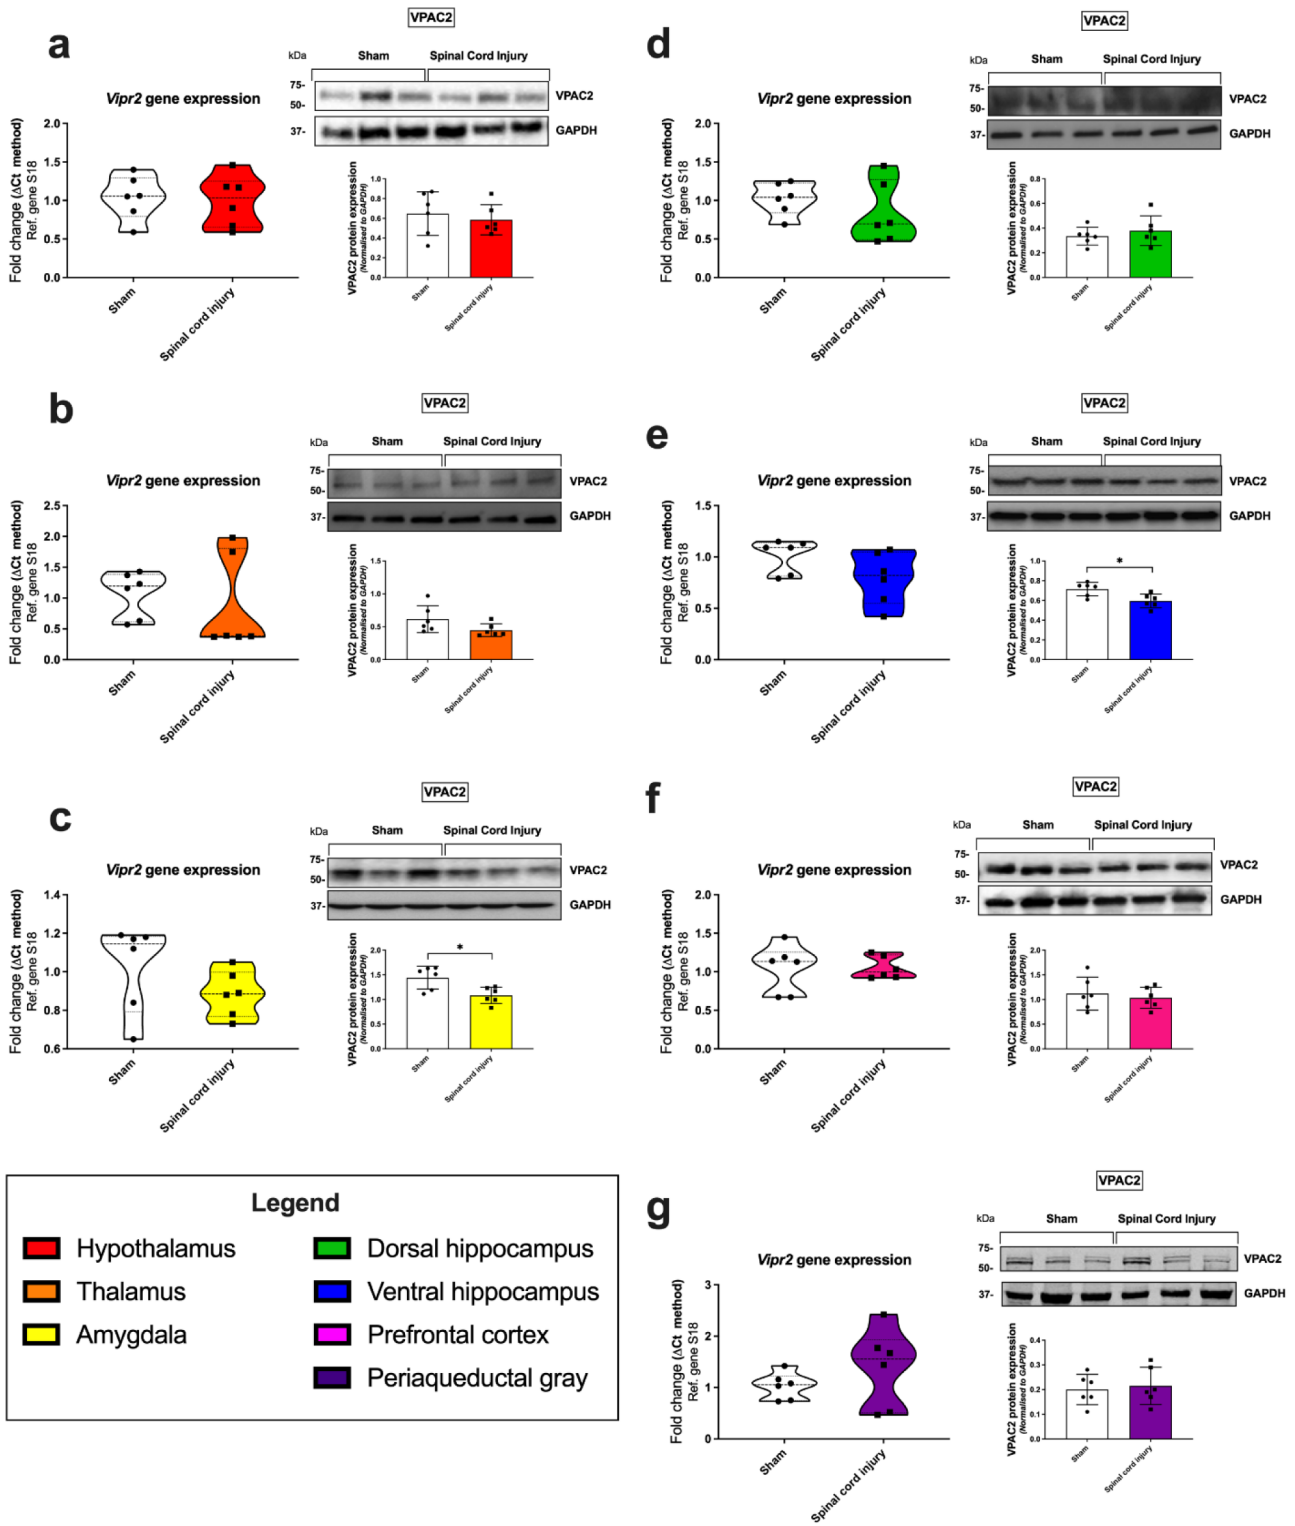 a
VPAC2
kDa
Sham
Spinal Cord Injury
75-
50-
37-
VPAC2
GAPDH
Vipr2 gene expression
Fold change (ΔCt method)
Ref. gene S18
2.0
1.5
1.0
0.5
0.0
Sham
Spinal cord injury
VPAC2 protein expression
(Normalised to GAPDH)
1.0
0.8
0.6
0.4
0.2
0.0
Sham
Spinal cord injury
d
VPAC2
kDa
Sham
Spinal Cord Injury
75-
50-
37-
VPAC2
GAPDH
Vipr2 gene expression
Fold change (ΔCt method)
Ref. gene S18
2.0
1.5
1.0
0.5
0.0
Sham
Spinal cord injury
VPAC2 protein expression
(Normalised to GAPDH)
0.8
0.6
0.4
0.2
0.0
Sham
Spinal cord injury
b
VPAC2
kDa
Sham
Spinal Cord Injury
75-
50-
37-
VPAC2
GAPDH
Vipr2 gene expression
Fold change (ΔCt method)
Ref. gene S18
2.5
2.0
1.5
1.0
0.5
0.0
Sham
Spinal cord injury
VPAC2 protein expression
(Normalised to GAPDH)
1.5
1.0
0.5
0.0
Sham
Spinal cord injury
e
VPAC2
kDa
Sham
Spinal Cord Injury
75-
50-
37-
VPAC2
GAPDH
Vipr2 gene expression
Fold change (ΔCt method)
Ref. gene S18
1.5
1.0
0.5
0.0
Sham
Spinal cord injury
VPAC2 protein expression
(Normalised to GAPDH)
1.0
0.8
0.6
0.4
0.2
0.0
*
Sham
Spinal cord injury
c
VPAC2
kDa
Sham
Spinal Cord Injury
75-
50-
37-
VPAC2
GAPDH
Vipr2 gene expression
Fold change (ΔCt method)
Ref. gene S18
1.4
1.2
1.0
0.8
0.6
Sham
Spinal cord injury
VPAC2 protein expression
(Normalised to GAPDH)
2.0
1.5
1.0
0.5
0.0
*
Sham
Spinal cord injury
f
VPAC2
kDa
Sham
Spinal Cord Injury
75-
50-
37-
VPAC2
GAPDH
Vipr2 gene expression
Fold change (ΔCt method)
Ref. gene S18
2.0
1.5
1.0
0.5
0.0
Sham
Spinal cord injury
VPAC2 protein expression
(Normalised to GAPDH)
2.0
1.5
1.0
0.5
0.0
Sham
Spinal cord injury
Legend
Hypothalamus
Thalamus
Amygdala
Dorsal hippocampus
Ventral hippocampus
Prefrontal cortex
Periaqueductal gray
g
VPAC2
kDa
Sham
Spinal Cord Injury
75-
50-
37-
VPAC2
GAPDH
Vipr2 gene expression
Fold change (ΔCt method)
Ref. gene S18
3
2
1
0
Sham
Spinal cord injury
VPAC2 protein expression
(Normalised to GAPDH)
0.4
0.3
0.2
0.1
0.0
Sham
Spinal cord injury